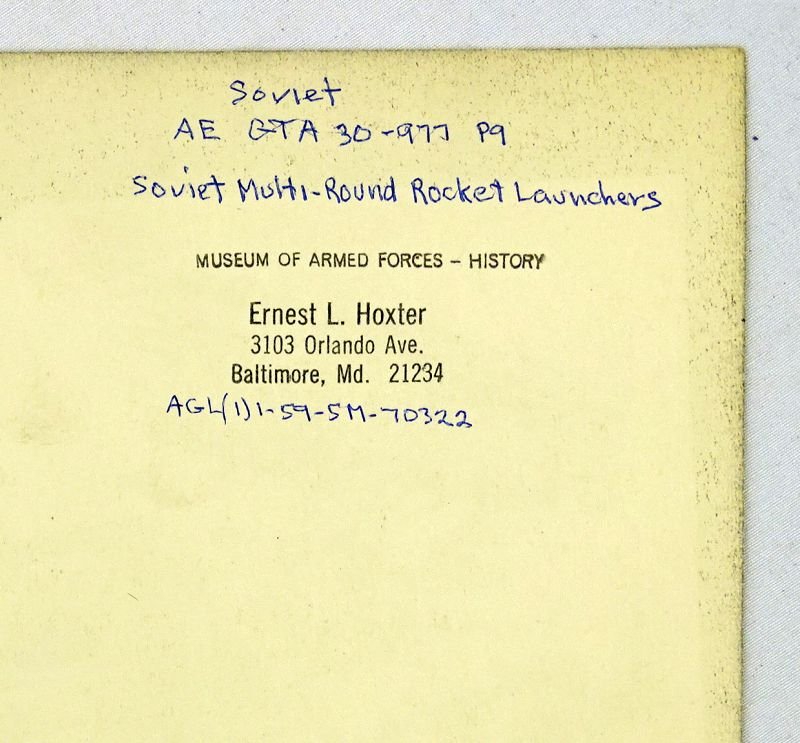 Soviet
AE GTA 30-977 P9
Soviet Multi-Round Rocket Launchers
MUSEUM OF ARMED FORCES – HISTORY
Ernest L. Hoxter
3103 Orlando Ave.
Baltimore, Md. 21234
AGL(1)1-59-5M-70322